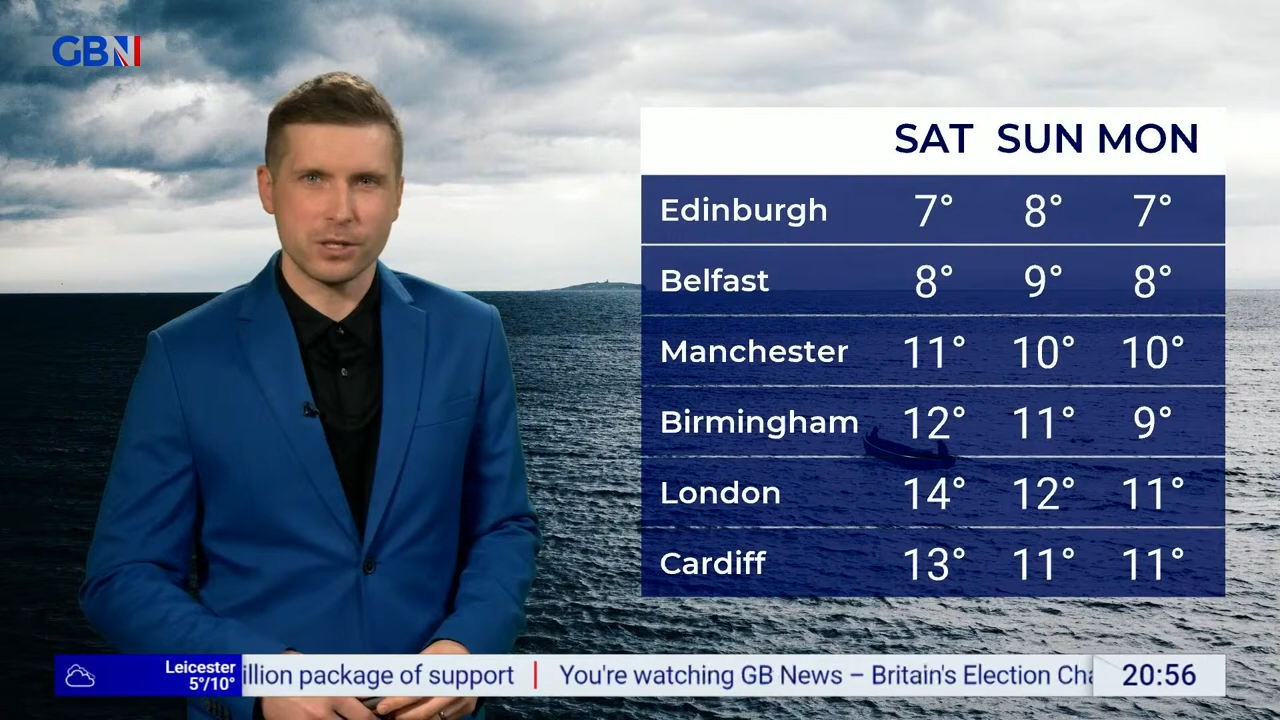 GBN
SAT SUN MON
Edinburgh 7° 8° 7°
Belfast 8° 9° 8°
Manchester 11° 10° 10°
Birmingham 12° 11° 9°
London 14° 12° 11°
Cardiff 13° 11° 11°
Leicester
5°/10°
illion package of support | You're watching GB News – Britain's Election Cha
20:56